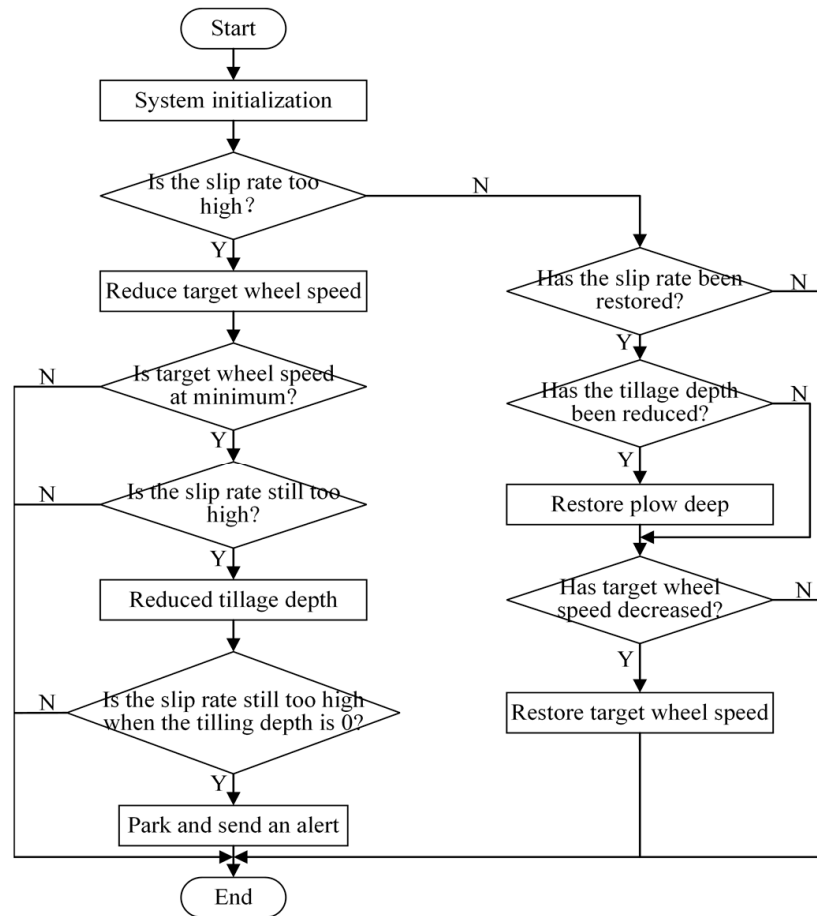 Start
System initialization
Is the slip rate too
high?
N
Y
Reduce target wheel speed
Has the slip rate been
restored?
N
Y
Is target wheel speed
at minimum?
N
Y
Has the tillage depth
been reduced?
N
Y
Is the slip rate still too
high?
N
Y
Restore plow deep
Reduced tillage depth
Has target wheel
speed decreased?
N
Y
Is the slip rate still too high
when the tilling depth is 0?
N
Y
Restore target wheel speed
Park and send an alert
End